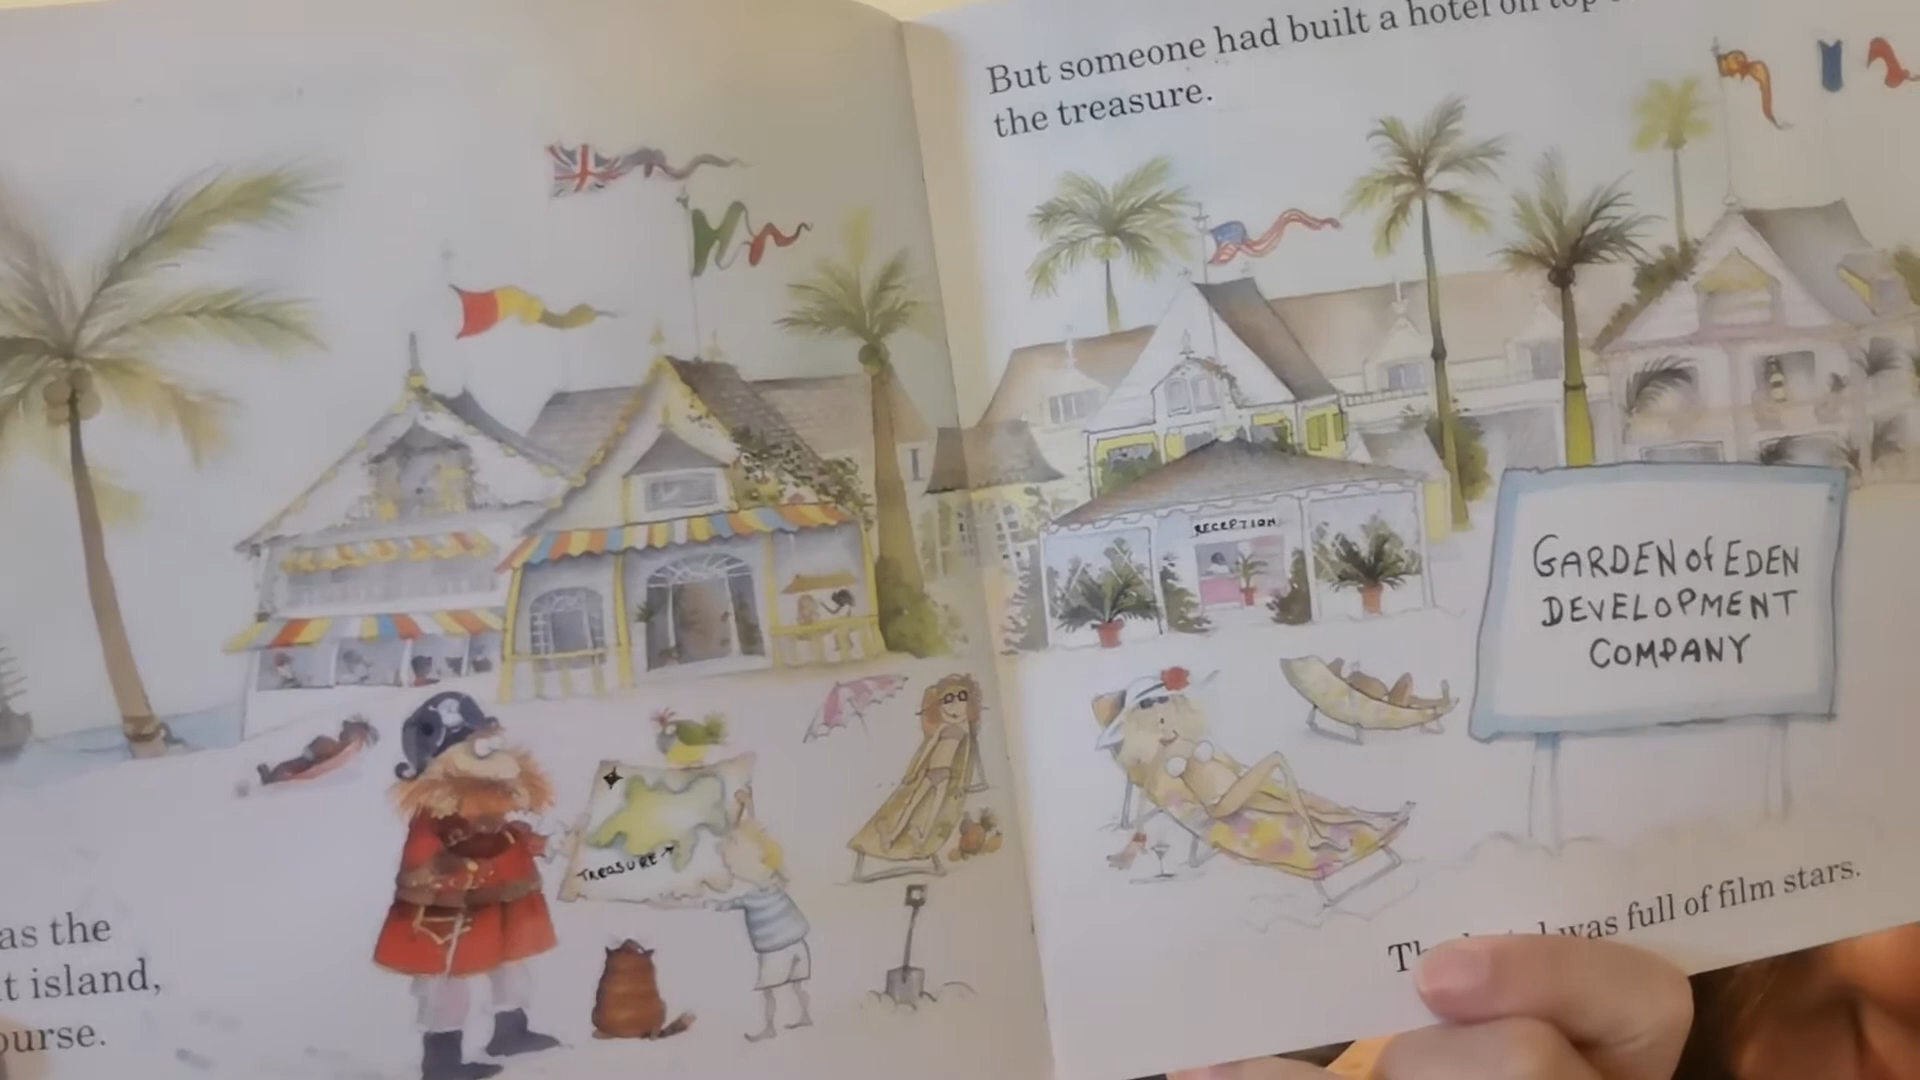 as the
t island,
ourse.
TREASURE
But someone had built a hotel on top
the treasure.
RECEPTION
GARDEN of EDEN
DEVELOPMENT
COMPANY
was full of film stars.